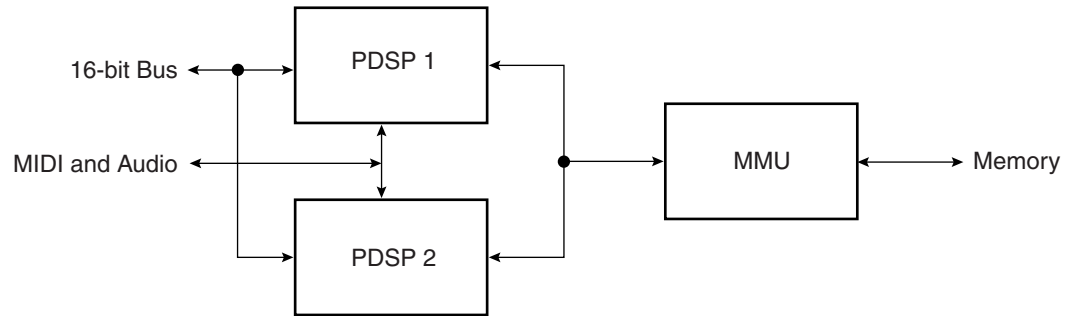 PDSP 1
16-bit Bus
MIDI and Audio
MMU
Memory
PDSP 2